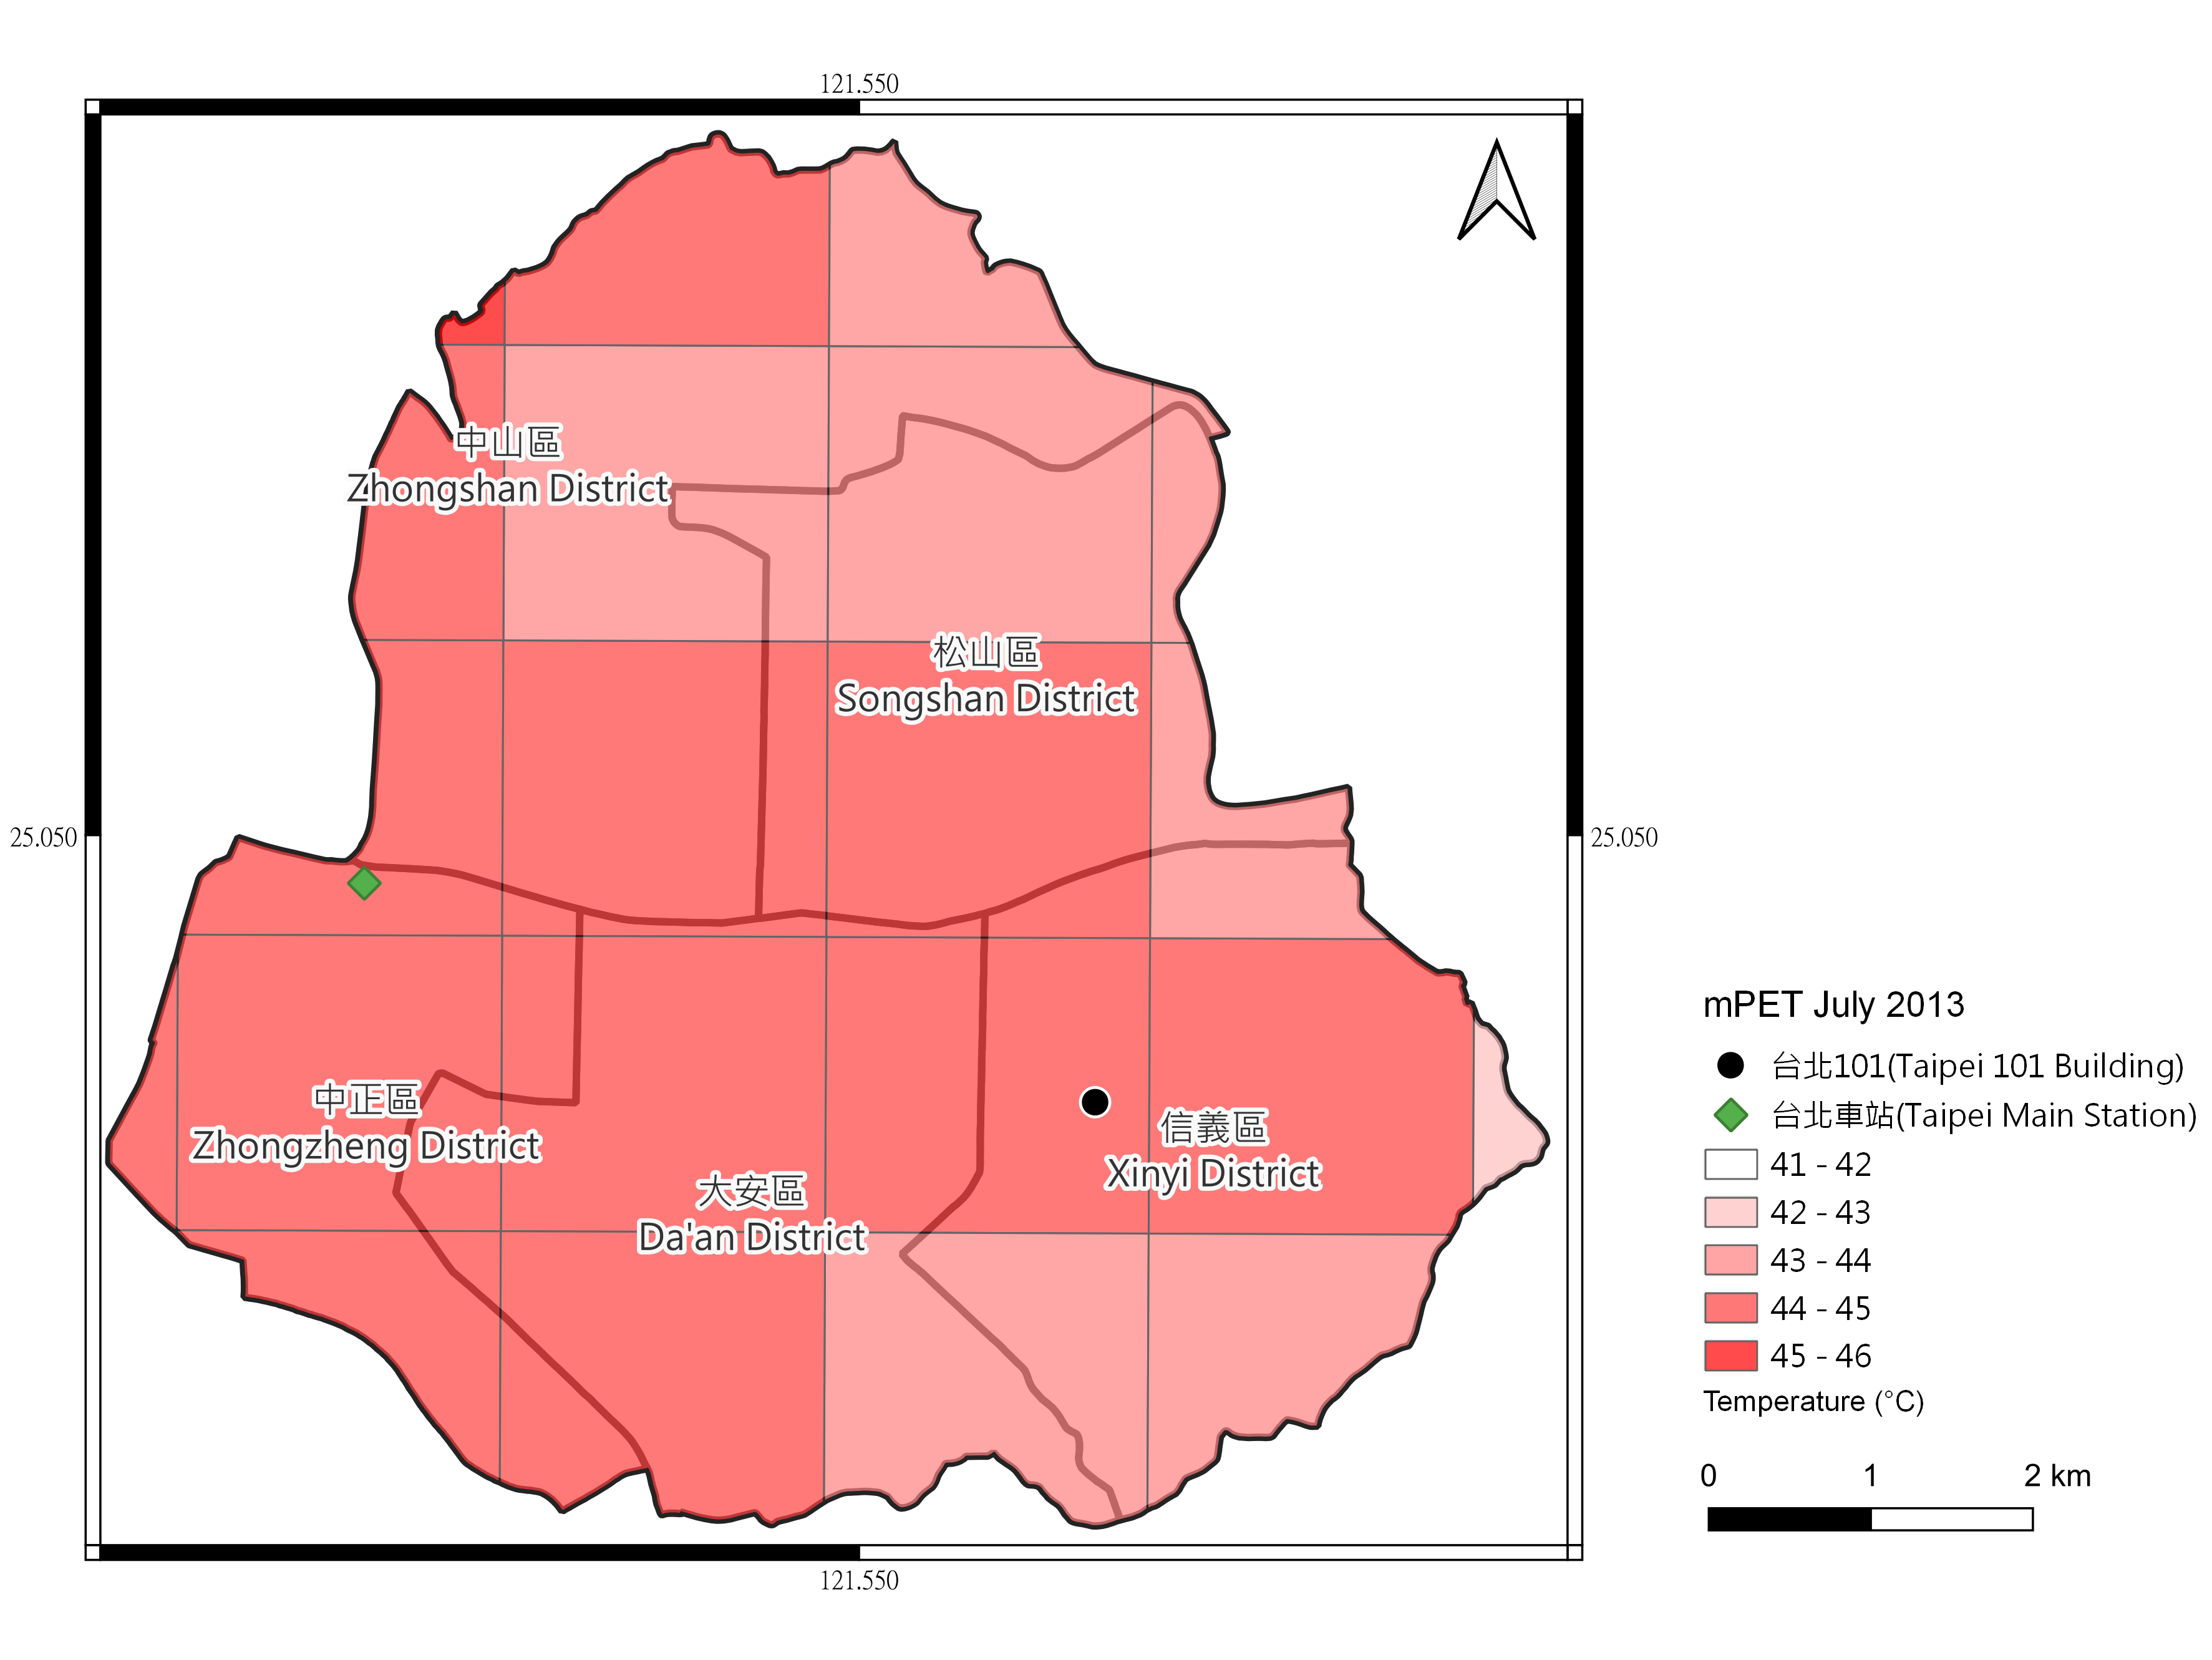 121.550
中山區
Zhongshan District
松山區
Songshan District
25.050
25.050
中正區
Zhongzheng District
信義區
Xinyi District
大安區
Da'an District
121.550
mPET July 2013
台北101(Taipei 101 Building)
台北車站(Taipei Main Station)
41 - 42
42 - 43
43 - 44
44 - 45
45 - 46
Temperature (°C)
0 1 2 km